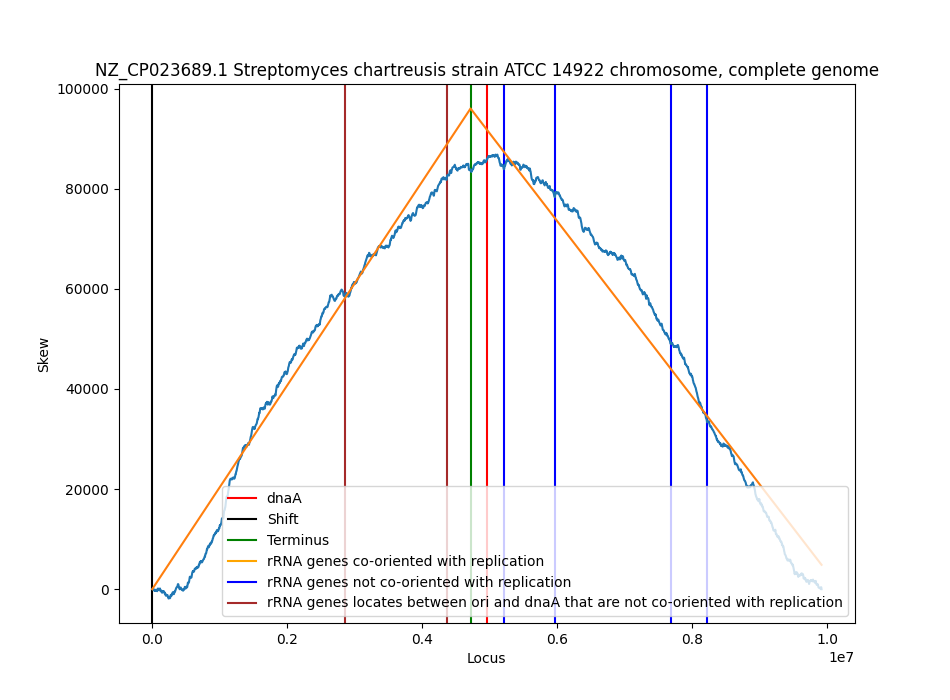 NZ_CP023689.1 Streptomyces chartreusis strain ATCC 14922 chromosome, complete genome
100000
80000
60000
40000
20000
0
Skew
dnaA
Shift
Terminus
rRNA genes co-oriented with replication
rRNA genes not co-oriented with replication
rRNA genes locates between ori and dnaA that are not co-oriented with replication
0.0 0.2 0.4 0.6 0.8 1.0
1e7
Locus